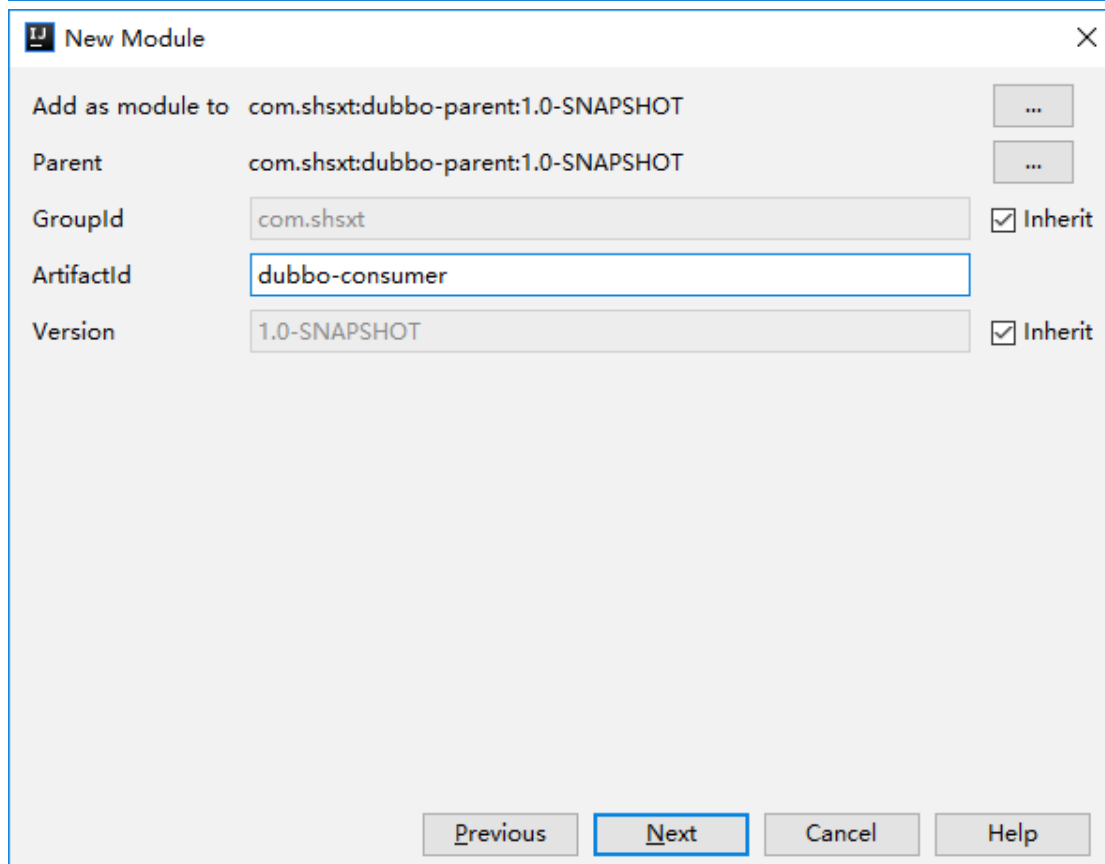 IJ New Module
Add as module to com.shsxt:dubbo-parent:1.0-SNAPSHOT ...
Parent com.shsxt:dubbo-parent:1.0-SNAPSHOT ...
GroupId com.shsxt Inherit
ArtifactId dubbo-consumer
Version 1.0-SNAPSHOT Inherit
Previous Next Cancel Help